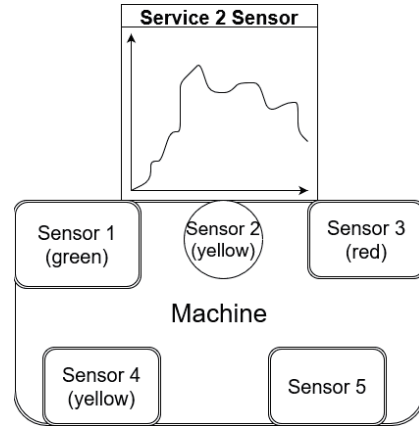 Service 2 Sensor
Sensor 1
(green)
Sensor 2
(yellow)
Sensor 3
(red)
Machine
Sensor 4
(yellow)
Sensor 5